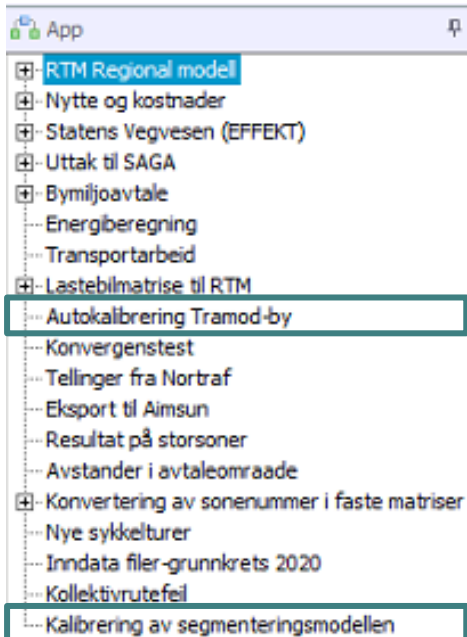 App
RTM Regional modell
Nytte og kostnader
Statens Vegvesen (EFFEKT)
Uttak til SAGA
Bymiljøavtale
Energiberegning
Transportarbeid
Lastebilmatrise til RTM
Autokalibrering Tramod-by
Konvergenstest
Tellinger fra Nortraf
Eksport til Aimsun
Resultat på storsoner
Avstander i avtaleomraade
Konvertering av sonenummer i faste matriser
Nye sykkelturer
Inndata filer-grunnkrets 2020
Kollektivrutefeil
Kalibrering av segmenteringsmodellen